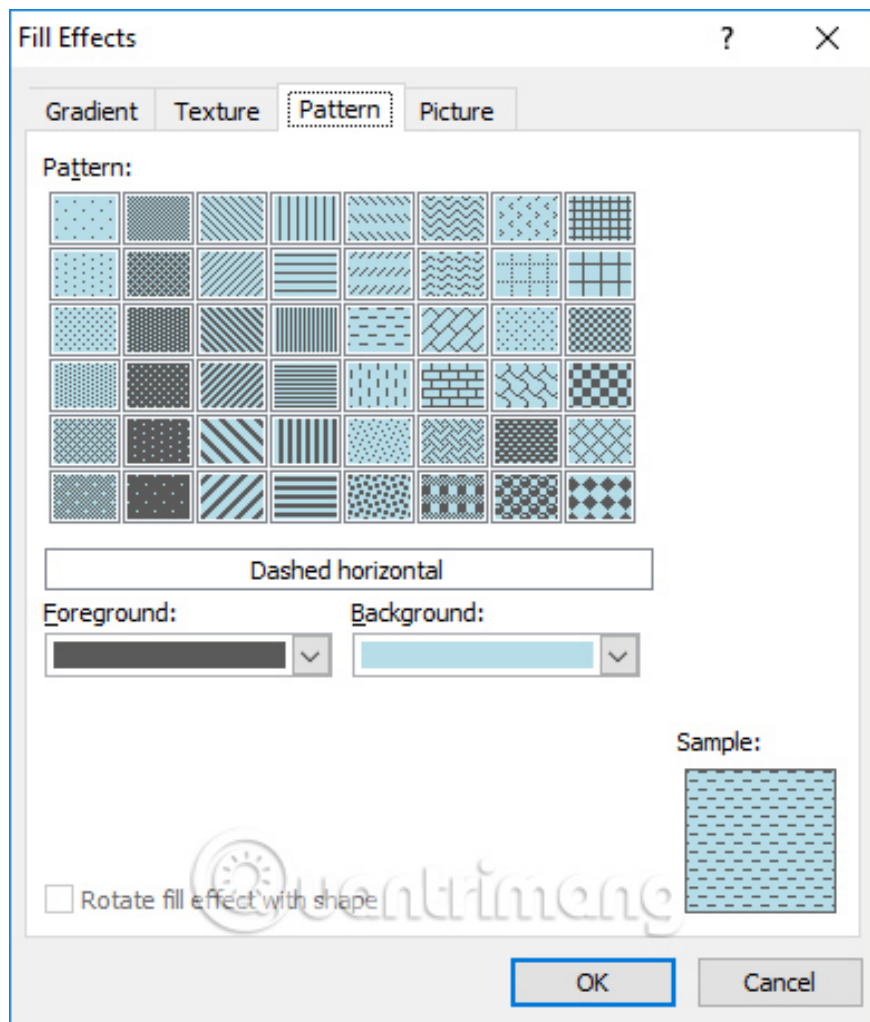 Fill Effects ?
Gradient Texture Pattern Picture
Pattern:
Dashed horizontal
Foreground: Background:
Sample:
Rotate fill effect with shape
Quantrimang
OK Cancel